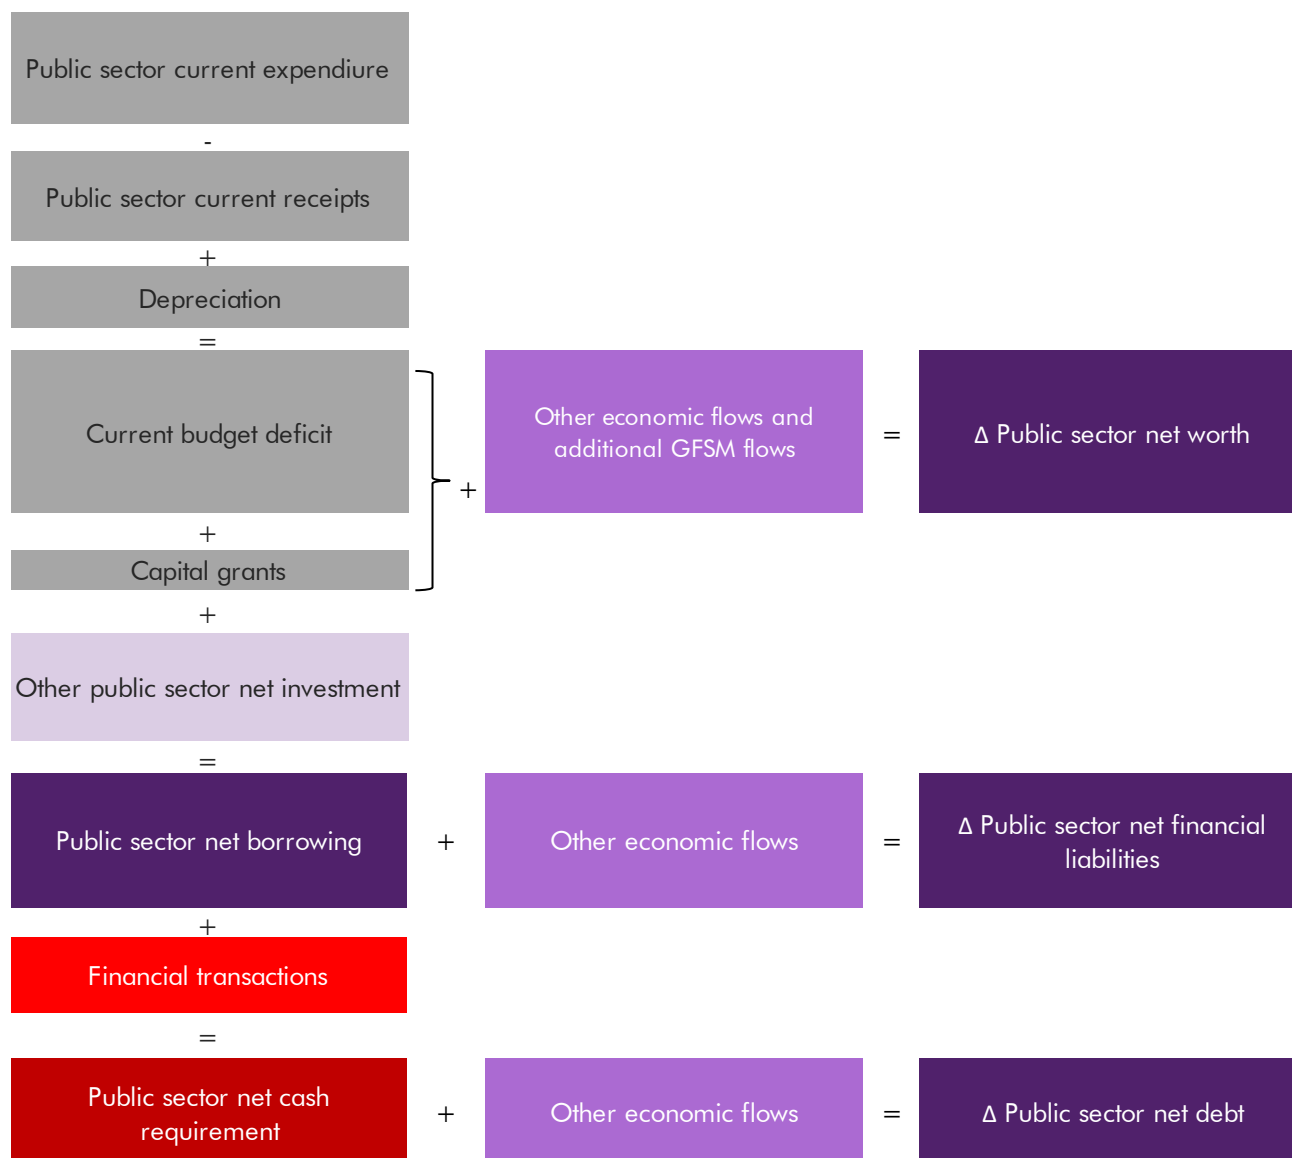 Public sector current expendiure
-
Public sector current receipts
+
Depreciation
=
Current budget deficit
+
Other economic flows and
additional GFSM flows
=
Δ Public sector net worth
+
Capital grants
+
Other public sector net investment
=
Public sector net borrowing
+
Other economic flows
=
Δ Public sector net financial
liabilities
+
Financial transactions
=
Public sector net cash
requirement
+
Other economic flows
=
Δ Public sector net debt